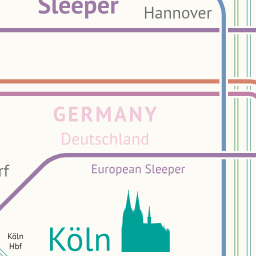 Sleeper
Hannover
GERMANY
Deutschland
rf
European Sleeper
Köln
Hbf
Köln